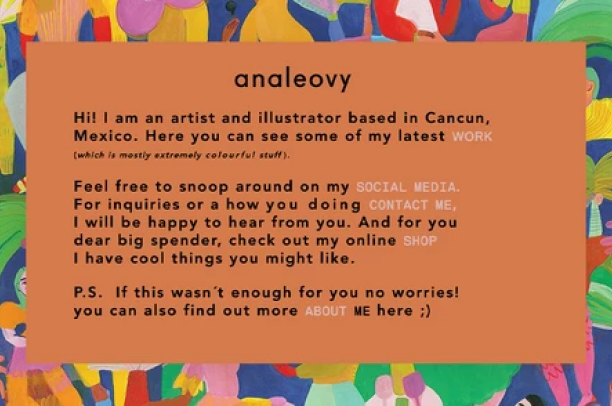 analeovy
Hi! I am an artist and illustrator based in Cancun,
Mexico. Here you can see some of my latest WORK
(which is mostly extremely colourful stuff).
Feel free to snoop around on my SOCIAL MEDIA.
For inquiries or a how you doing CONTACT ME,
I will be happy to hear from you. And for you
dear big spender, check out my online SHOP
I have cool things you might like.
P.S. If this wasn´t enough for you no worries!
you can also find out more ABOUT ME here ;)